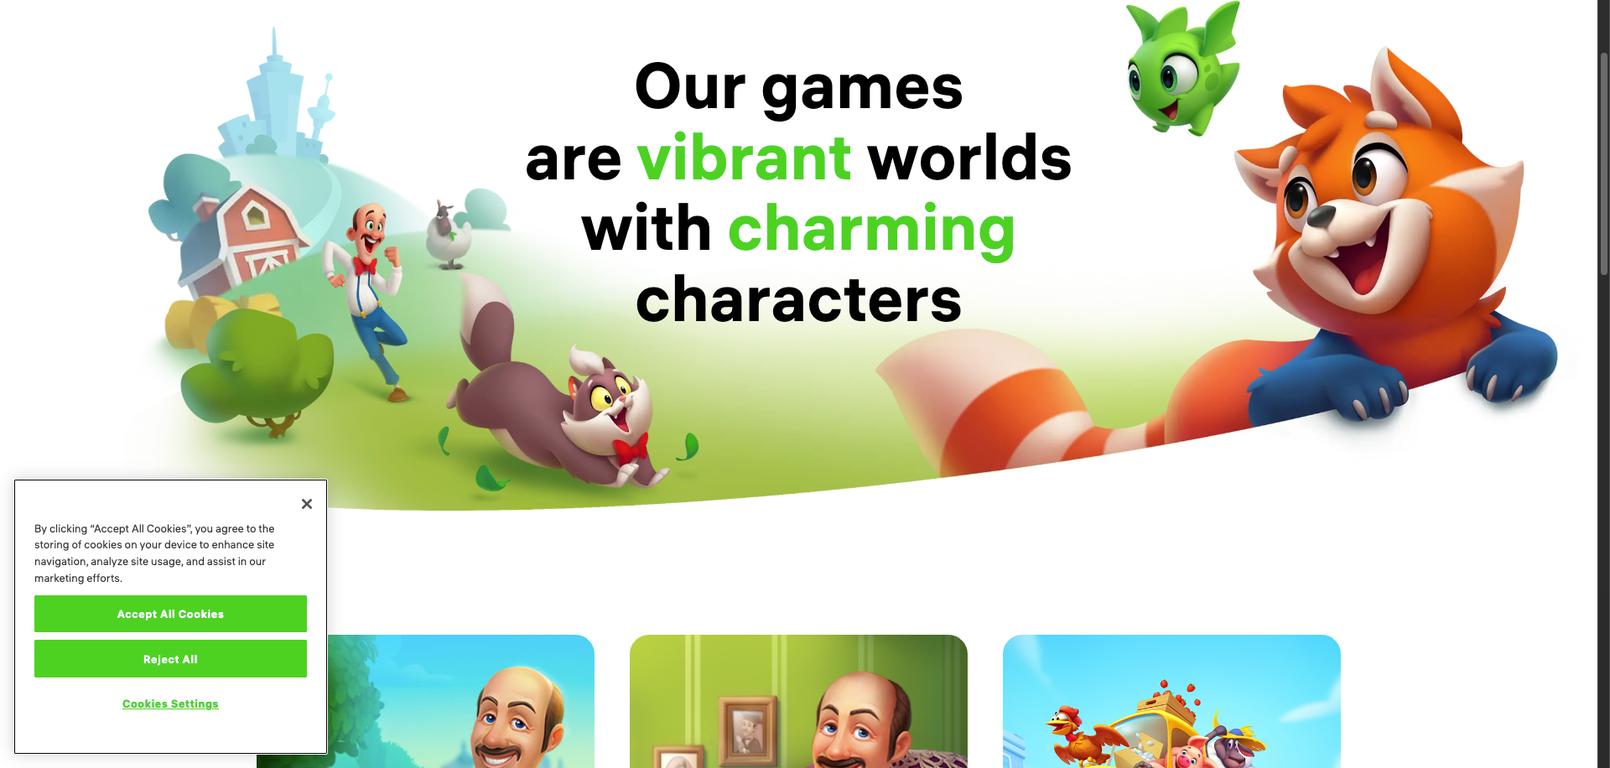 Our games
are vibrant worlds
with charming
characters
By clicking “Accept All Cookies”, you agree to the
storing of cookies on your device to enhance site
navigation, analyze site usage, and assist in our
marketing efforts.
Accept All Cookies
Reject All
Cookies Settings